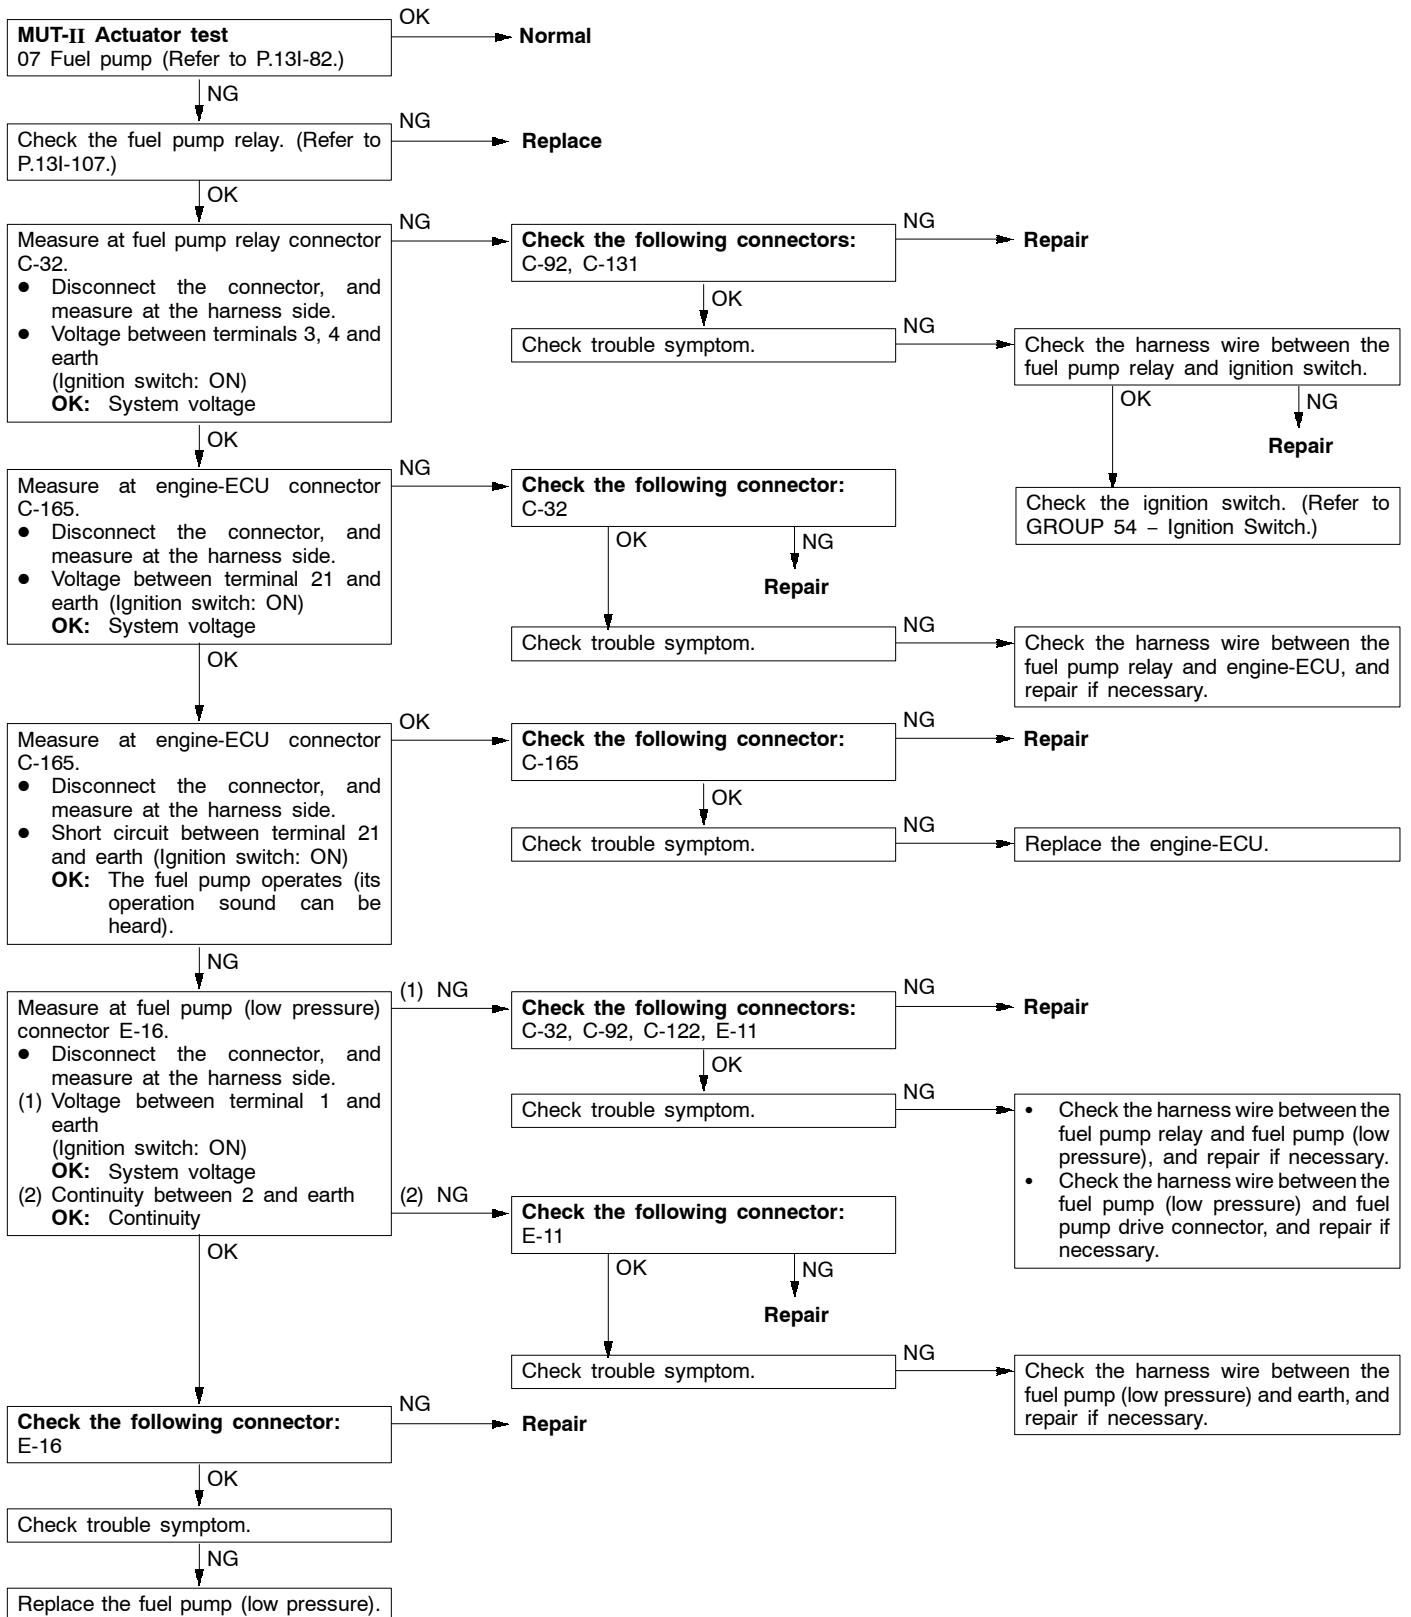 OK
MUT-II Actuator test
07 Fuel pump (Refer to P.13I-82.)
Normal
NG
Check the fuel pump relay. (Refer to
P.13I-107.)
NG
Replace
OK
Measure at fuel pump relay connector
C-32.
● Disconnect the connector, and
measure at the harness side.
● Voltage between terminals 3, 4 and
earth
(Ignition switch: ON)
OK: System voltage
NG
Check the following connectors:
C-92, C-131
NG
Repair
OK
Check trouble symptom.
NG
Check the harness wire between the
fuel pump relay and ignition switch.
OK
NG
Repair
Check the ignition switch. (Refer to
GROUP 54 – Ignition Switch.)
OK
Measure at engine-ECU connector
C-165.
● Disconnect the connector, and
measure at the harness side.
● Voltage between terminal 21 and
earth (Ignition switch: ON)
OK: System voltage
NG
Check the following connector:
C-32
OK
NG
Repair
Check trouble symptom.
NG
Check the harness wire between the
fuel pump relay and engine-ECU, and
repair if necessary.
OK
Measure at engine-ECU connector
C-165.
● Disconnect the connector, and
measure at the harness side.
● Short circuit between terminal 21
and earth (Ignition switch: ON)
OK: The fuel pump operates (its
operation sound can be
heard).
OK
Check the following connector:
C-165
NG
Repair
OK
Check trouble symptom.
NG
Replace the engine-ECU.
NG
Measure at fuel pump (low pressure)
connector E-16.
● Disconnect the connector, and
measure at the harness side.
(1) Voltage between terminal 1 and
earth
(Ignition switch: ON)
OK: System voltage
(2) Continuity between 2 and earth
OK: Continuity
(1) NG
Check the following connectors:
C-32, C-92, C-122, E-11
NG
Repair
OK
Check trouble symptom.
NG
• Check the harness wire between the
fuel pump relay and fuel pump (low
pressure), and repair if necessary.
• Check the harness wire between the
fuel pump (low pressure) and fuel
pump drive connector, and repair if
necessary.
(2) NG
Check the following connector:
E-11
OK
NG
Repair
Check trouble symptom.
NG
Check the harness wire between the
fuel pump (low pressure) and earth, and
repair if necessary.
OK
Check the following connector:
E-16
NG
Repair
OK
Check trouble symptom.
NG
Replace the fuel pump (low pressure).